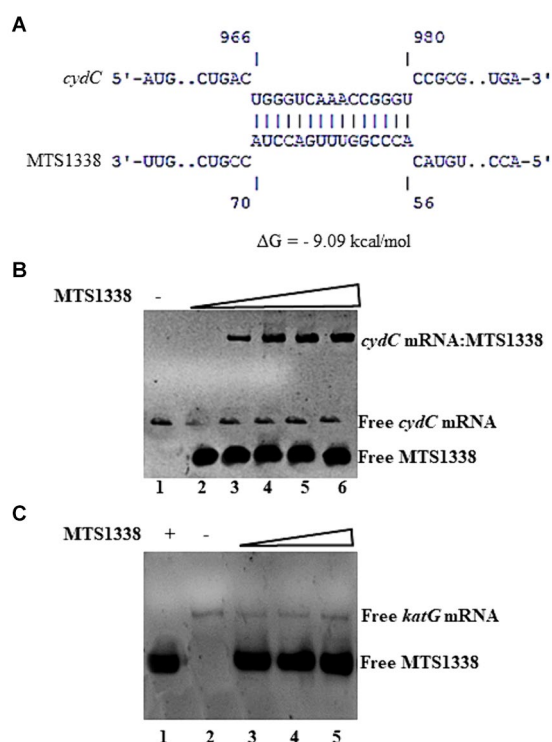 A
966 980
cydC 5'-AUG..CUGAC CCGCG..UGA-3'
UGGGUCAAACCGGGU
AUCCAGUUUGGCCCA
MTS1338 3'-UUG..CUGCC CAUGU..CCA-5'
70 56
ΔG = - 9.09 kcal/mol
B
MTS1338 -
cydC mRNA:MTS1338
Free cydC mRNA
Free MTS1338
1 2 3 4 5 6
C
MTS1338 + -
Free katG mRNA
Free MTS1338
1 2 3 4 5